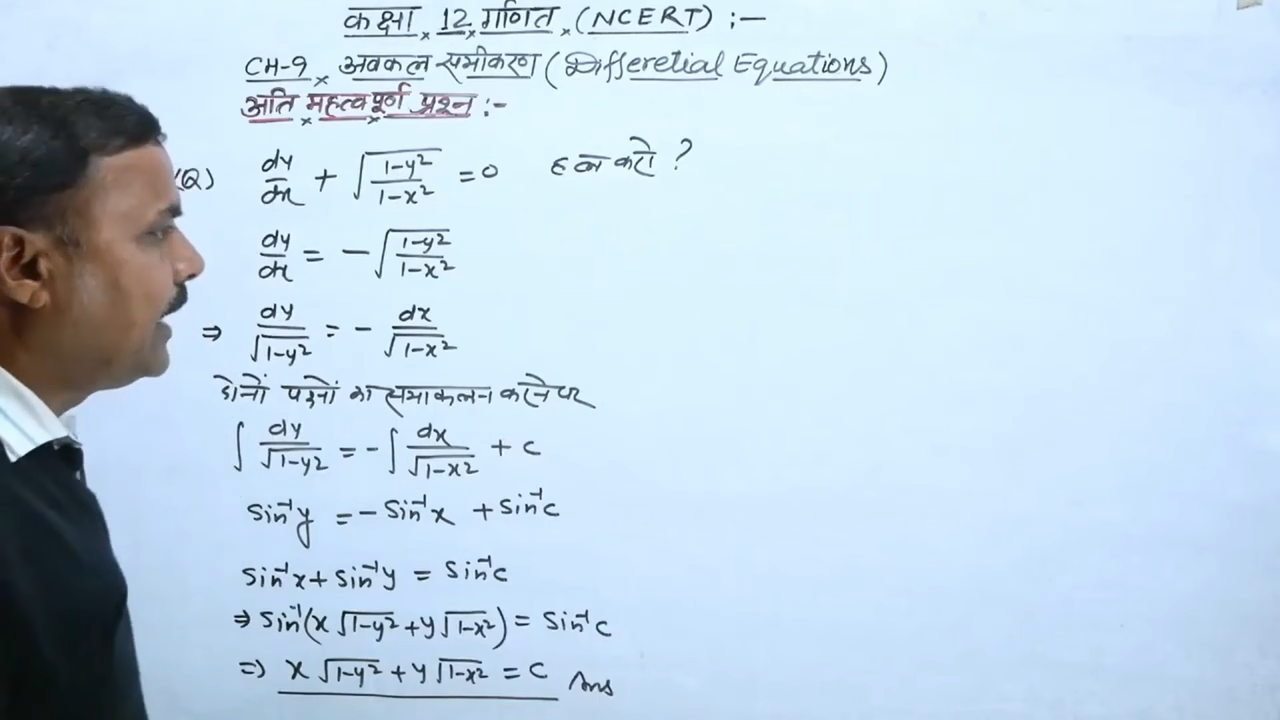 कक्षा 12 गणित (NCERT) :-
CH-9 अवकल समीकरण (Differetial Equations)
अति महत्वपूर्ण प्रश्न :-
(Q) dy/dx + √((1-y²)/(1-x²)) = 0 हल करो ?
dy/dx = -√((1-y²)/(1-x²))
⇒ dy/√(1-y²) = - dx/√(1-x²)
दोनों पक्षों का समाकलन करने पर
∫ dy/√(1-y²) = -∫ dx/√(1-x²) + c
sin⁻¹y = -sin⁻¹x + sin⁻¹c
sin⁻¹x + sin⁻¹y = sin⁻¹c
⇒ sin⁻¹(x√(1-y²) + y√(1-x²)) = sin⁻¹c
⇒ x√(1-y²) + y√(1-x²) = c Ans